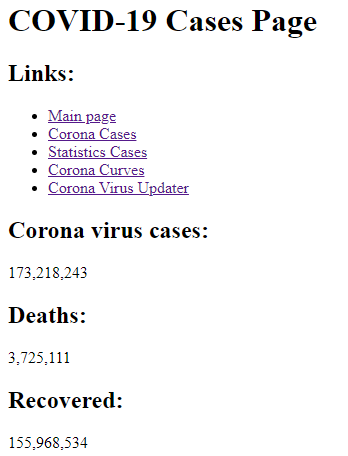 COVID-19 Cases Page
Links:
Main page
Corona Cases
Statistics Cases
Corona Curves
Corona Virus Updater
Corona virus cases:
173,218,243
Deaths:
3,725,111
Recovered:
155,968,534